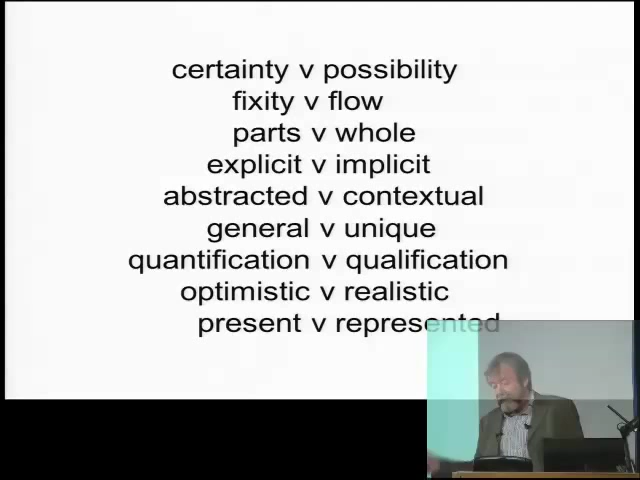 certainty v possibility
fixity v flow
parts v whole
explicit v implicit
abstracted v contextual
general v unique
quantification v qualification
optimistic v realistic
present v represented